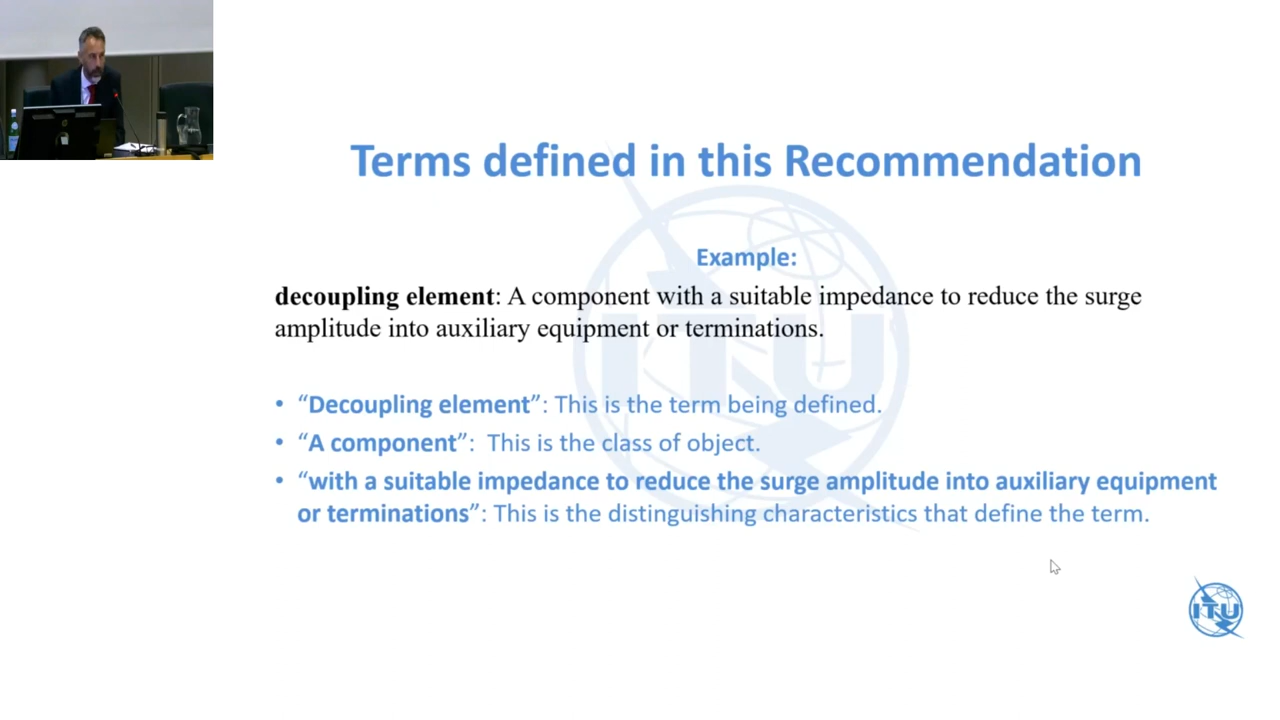 Terms defined in this Recommendation
Example:
decoupling element: A component with a suitable impedance to reduce the surge
amplitude into auxiliary equipment or terminations.
• “Decoupling element”: This is the term being defined.
• “A component”:  This is the class of object.
• “with a suitable impedance to reduce the surge amplitude into auxiliary equipment
or terminations”: This is the distinguishing characteristics that define the term.
ITU
ITU